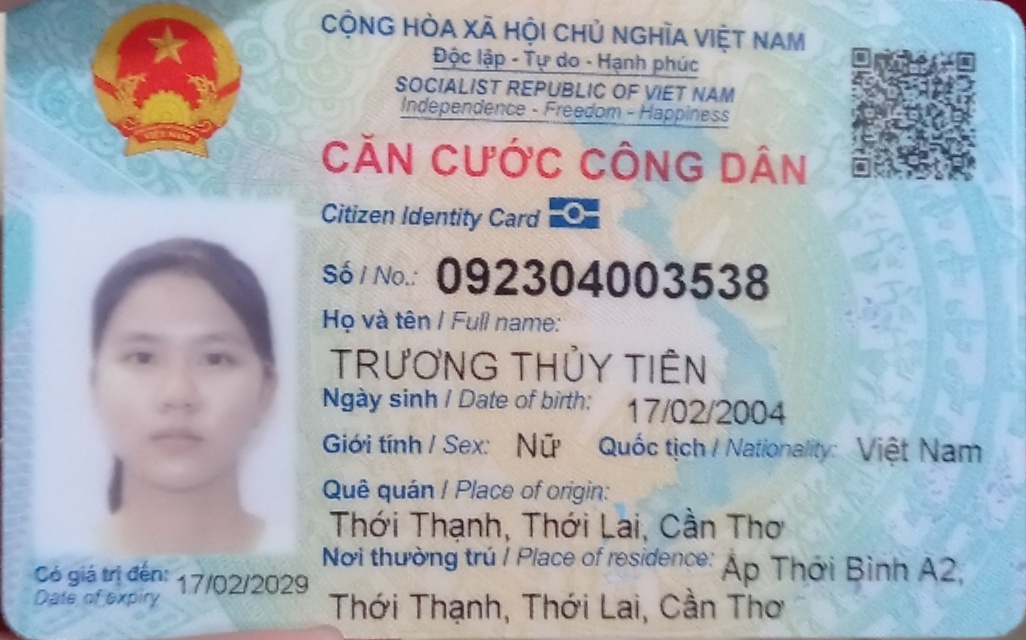 CỘNG HÒA XÃ HỘI CHỦ NGHĨA VIỆT NAM
Độc lập - Tự do - Hạnh phúc
SOCIALIST REPUBLIC OF VIET NAM
Independence - Freedom - Happiness
CĂN CƯỚC CÔNG DÂN
Citizen Identity Card
Số / No.: 092304003538
Họ và tên / Full name:
TRƯƠNG THỦY TIÊN
Ngày sinh / Date of birth: 17/02/2004
Giới tính / Sex: Nữ Quốc tịch / Nationality: Việt Nam
Quê quán / Place of origin:
Thới Thạnh, Thới Lai, Cần Thơ
Nơi thường trú / Place of residence: Ấp Thới Bình A2,
Thới Thạnh, Thới Lai, Cần Thơ
Có giá trị đến: 17/02/2029
Date of expiry